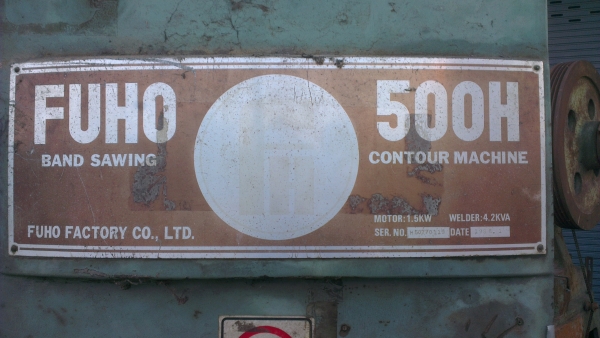 FUHO
BAND SAWING
500H
CONTOUR MACHINE
FUHO FACTORY CO., LTD.
MOTOR:1.5KW WELDER:4.2KVA
SER. NO. DATE